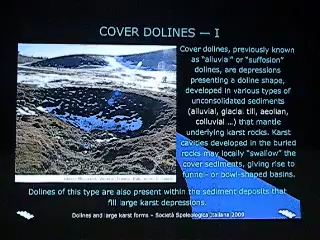 COVER DOLINES — I
Cover dolines, previously known
as "alluvial" or "suffosion"
dolines, are depressions
presenting a doline shape,
developed in various types of
unconsolidated sediments
(alluvial, glacial till, aeolian,
colluvial ...) that mantle
underlying karst rocks. Karst
cavities developed in the buried
rocks may locally "swallow" the
cover sediments, giving rise to
funnel- or bowl-shaped basins.
Dolines of this type are also present within the sediment deposits that
fill large karst depressions.
Dolines and large karst forms – Società Speleologica Italiana 2009